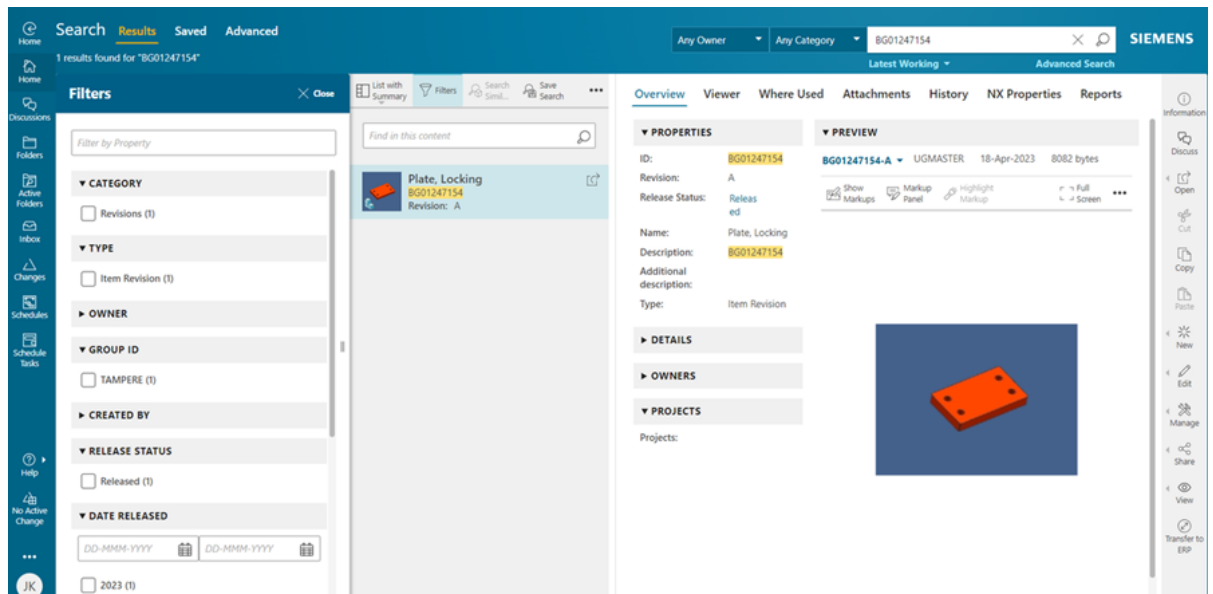 Home
Home
Discussions
Folders
Active
Folders
Inbox
Changes
Schedules
Schedule
Tasks
Help
No Active
Change
JK
Search Results Saved Advanced
1 results found for "BG01247154"
Any Owner Any Category BG01247154
Latest Working Advanced Search
SIEMENS
Filters
Close
Filter by Property
CATEGORY
Revisions (1)
TYPE
Item Revision (1)
OWNER
GROUP ID
TAMPERE (1)
CREATED BY
RELEASE STATUS
Released (1)
DATE RELEASED
DD-MMM-YYYY DD-MMM-YYYY
2023 (1)
List with
Summary
Filters
Search
Simil...
Save
Search
Find in this content
Plate, Locking
BG01247154
Revision: A
Overview Viewer Where Used Attachments History NX Properties Reports
PROPERTIES
ID: BG01247154
Revision: A
Release Status: Releas
ed
Name: Plate, Locking
Description: BG01247154
Additional
description:
Type: Item Revision
DETAILS
OWNERS
PROJECTS
Projects:
PREVIEW
BG01247154-A UGMASTER 18-Apr-2023 8082 bytes
Show
Markups
Markup
Panel
Highlight
Markup
Full
Screen
Information
Discuss
Open
Cut
Copy
Paste
New
Edit
Manage
Share
View
Transfer to
ERP